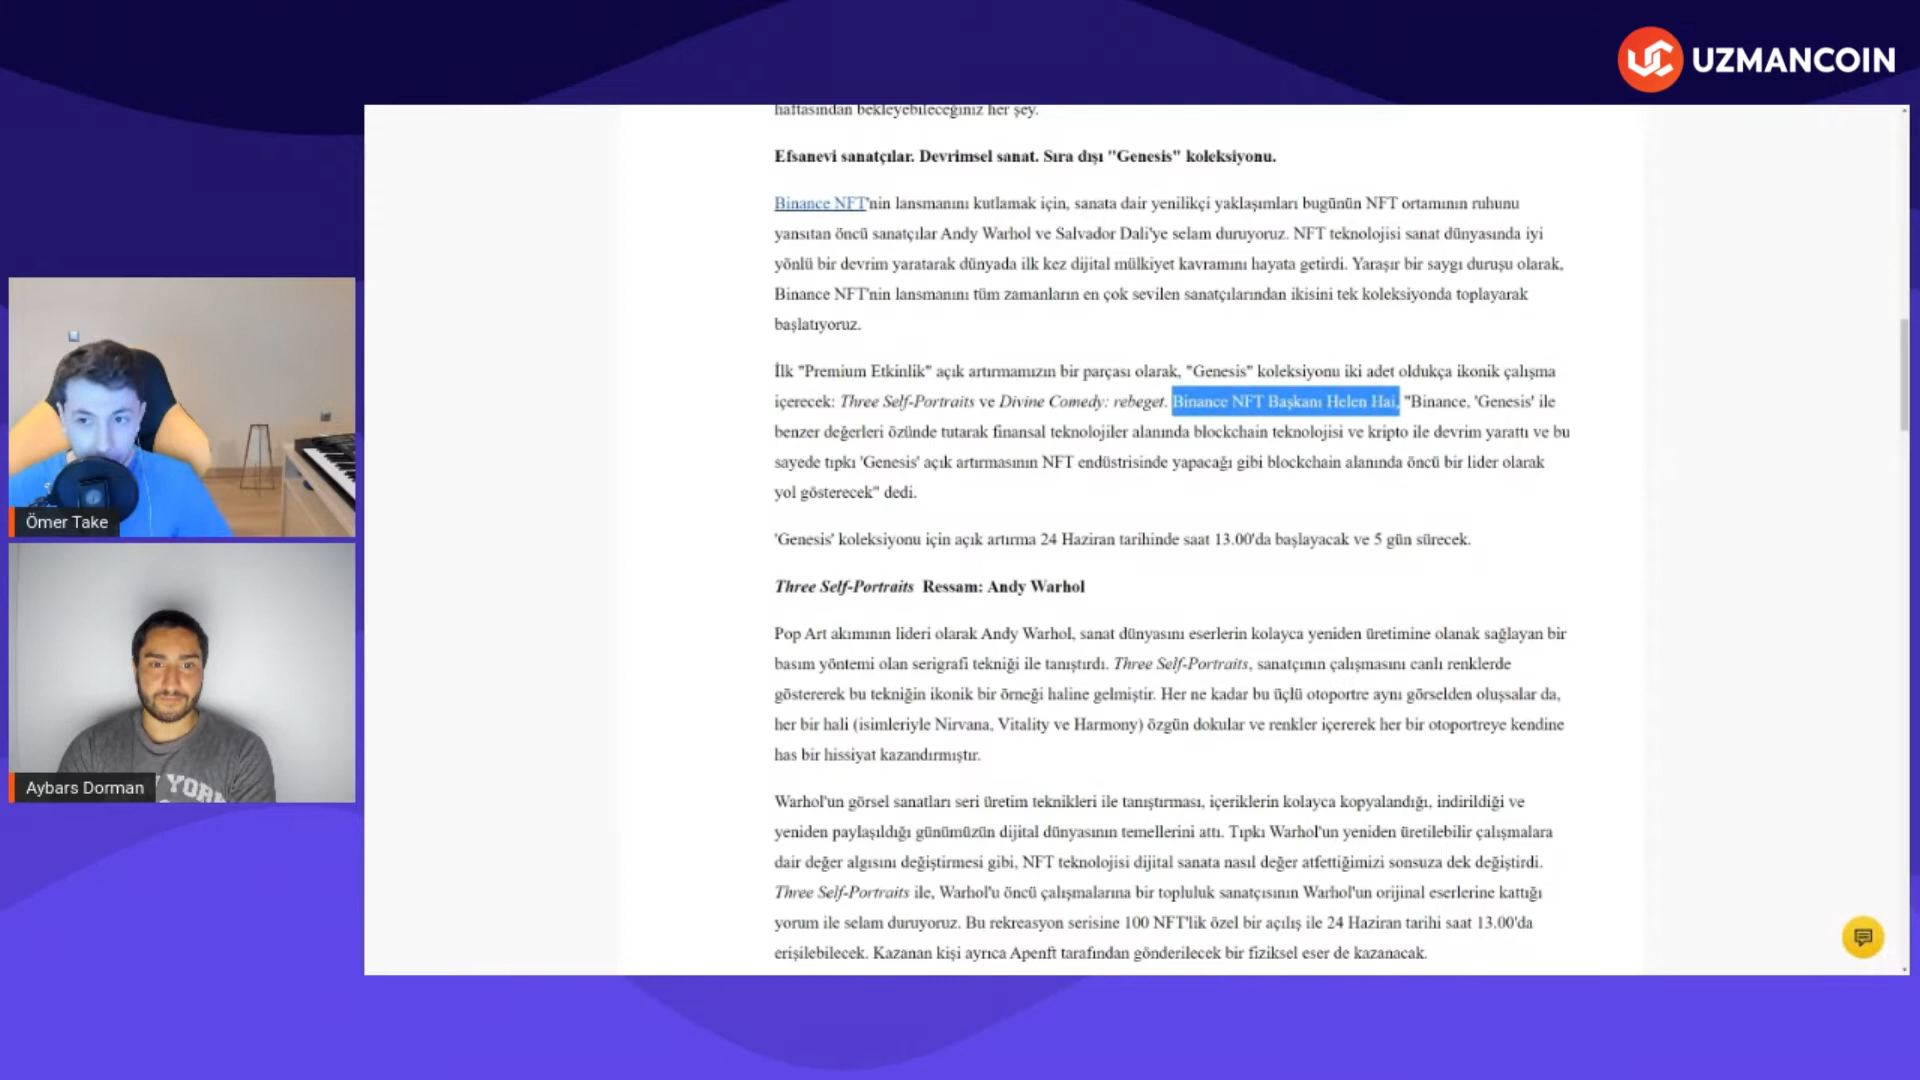 UZMANCOIN
haftasından bekleyebileceğiniz her şey.
Efsanevi sanatçılar. Devrimsel sanat. Sıra dışı "Genesis" koleksiyonu.
Binance NFT'nin lansmanını kutlamak için, sanata dair yenilikçi yaklaşımları bugünün NFT ortamının ruhunu
yansıtan öncü sanatçılar Andy Warhol ve Salvador Dali'ye selam duruyoruz. NFT teknolojisi sanat dünyasında iyi
yönlü bir devrim yaratarak dünyada ilk kez dijital mülkiyet kavramını hayata getirdi. Yaraşır bir saygı duruşu olarak,
Binance NFT'nin lansmanını tüm zamanların en çok sevilen sanatçılarından ikisini tek koleksiyonda toplayarak
başlatıyoruz.
İlk "Premium Etkinlik" açık artırmamızın bir parçası olarak, "Genesis" koleksiyonu iki adet oldukça ikonik çalışma
içerecek: Three Self-Portraits ve Divine Comedy: rebeget. Binance NFT Başkanı Helen Hai, "Binance, 'Genesis' ile
benzer değerleri özünde tutarak finansal teknolojiler alanında blockchain teknolojisi ve kripto ile devrim yarattı ve bu
sayede tıpkı 'Genesis' açık artırmasının NFT endüstrisinde yapacağı gibi blockchain alanında öncü bir lider olarak
yol gösterecek" dedi.
'Genesis' koleksiyonu için açık artırma 24 Haziran tarihinde saat 13.00'da başlayacak ve 5 gün sürecek.
Three Self-Portraits Ressam: Andy Warhol
Pop Art akımının lideri olarak Andy Warhol, sanat dünyasını eserlerin kolayca yeniden üretimine olanak sağlayan bir
basım yöntemi olan serigrafi tekniği ile tanıştırdı. Three Self-Portraits, sanatçının çalışmasını canlı renklerde
göstererek bu tekniğin ikonik bir örneği haline gelmiştir. Her ne kadar bu üçlü otoportre aynı görselden oluşsalar da,
her bir hali (isimleriyle Nirvana, Vitality ve Harmony) özgün dokular ve renkler içererek her bir otoportreye kendine
has bir hissiyat kazandırmıştır.
Warhol'un görsel sanatları seri üretim teknikleri ile tanıştırması, içeriklerin kolayca kopyalandığı, indirildiği ve
yeniden paylaşıldığı günümüzün dijital dünyasının temellerini attı. Tıpkı Warhol'un yeniden üretilebilir çalışmalara
dair değer algısını değiştirmesi gibi, NFT teknolojisi dijital sanata nasıl değer atfettiğimizi sonsuza dek değiştirdi.
Three Self-Portraits ile, Warhol'u öncü çalışmalarına bir topluluk sanatçısının Warhol'un orijinal eserlerine kattığı
yorum ile selam duruyoruz. Bu rekreasyon serisine 100 NFT'lik özel bir açılış ile 24 Haziran tarihi saat 13.00'da
erişilebilecek. Kazanan kişi ayrıca Apenft tarafından gönderilecek bir fiziksel eser de kazanacak.
Ömer Take
Aybars Dorman
YORK